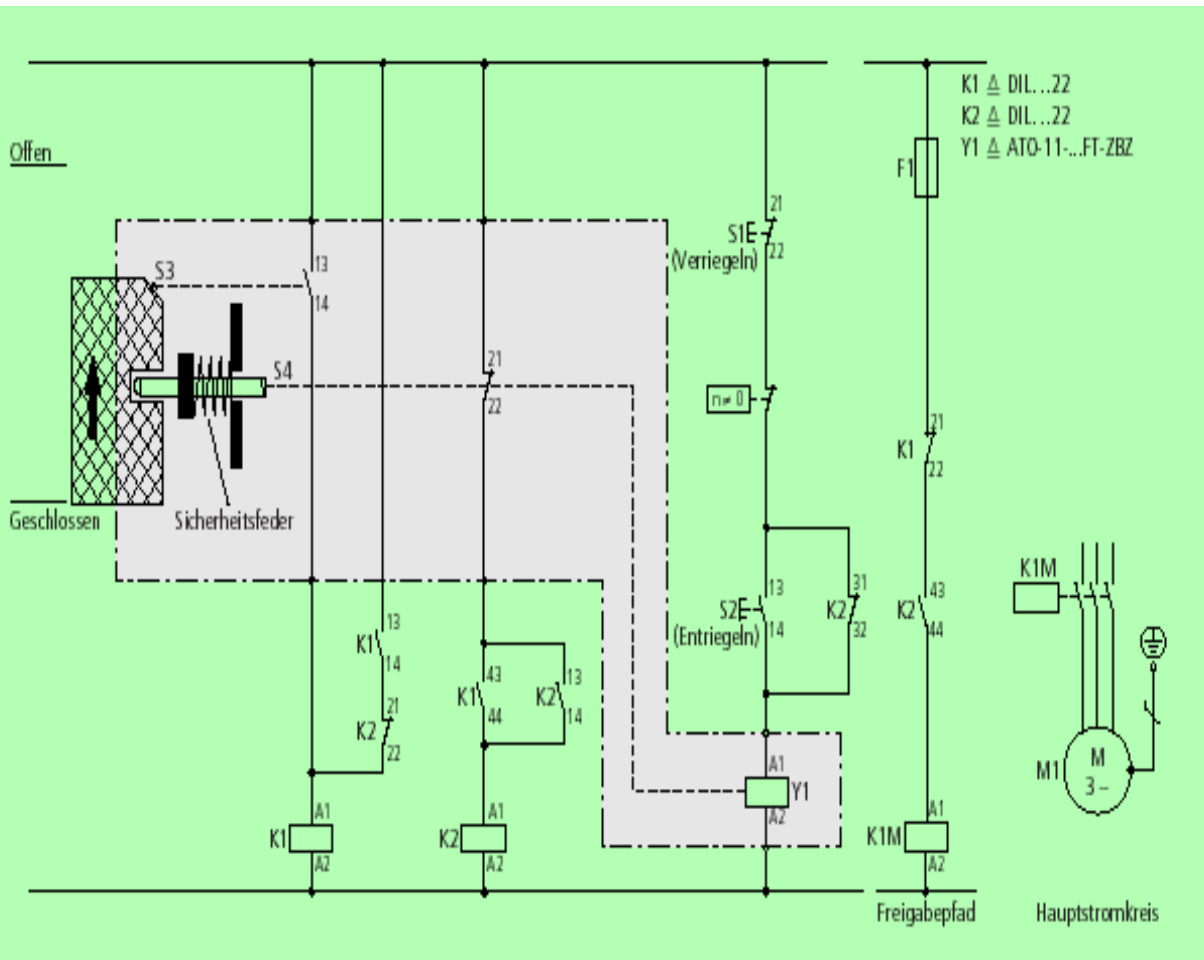 K1 ≙ DIL...22
K2 ≙ DIL...22
Y1 ≙ AT0-11-...FT-ZBZ
Offen
F1
21
S1E
22
(Verriegeln)
13
S3
14
S4
21
22
n≠0
21
K1
22
Geschlossen
Sicherheitsfeder
K1M
13
S2E
14
(Entriegeln)
31
K2
32
43
K2
44
13
K1
14
43
K1
44
13
K2
14
21
K2
22
A1
Y1
A2
M1
M
3 ~
A1
K1
A2
A1
K2
A2
A1
K1M
A2
Freigabepfad
Hauptstromkreis